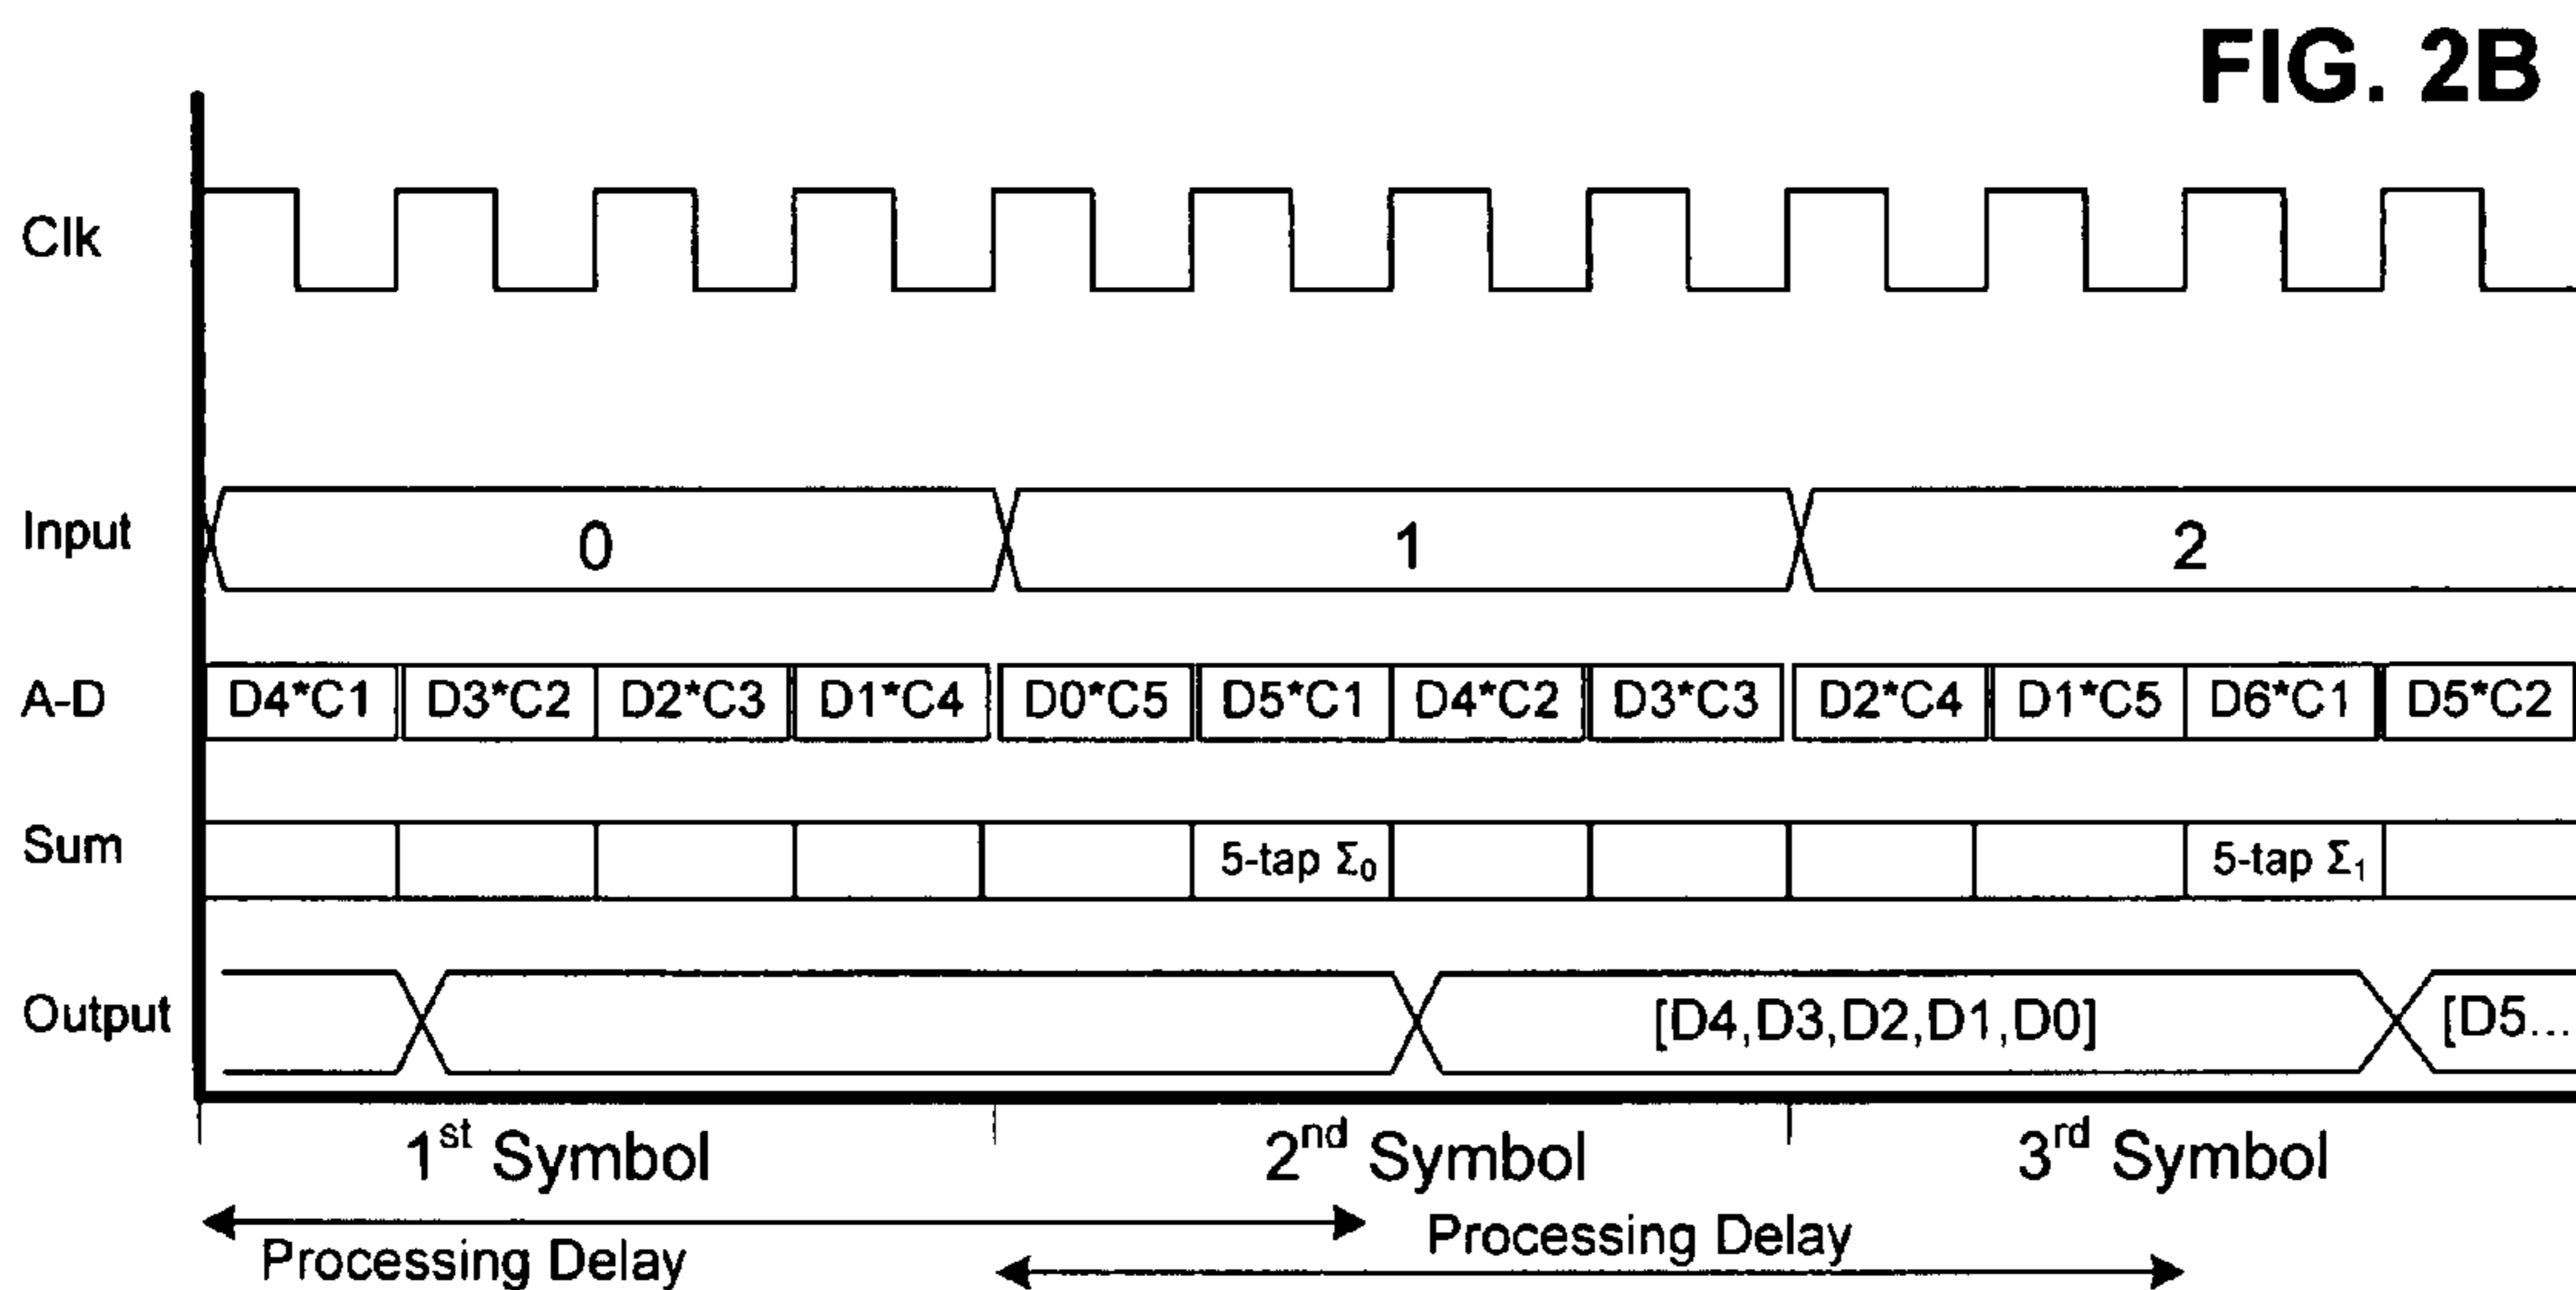 FIG. 2B
Clk
Input 0 1 2
A-D D4*C1 D3*C2 D2*C3 D1*C4 D0*C5 D5*C1 D4*C2 D3*C3 D2*C4 D1*C5 D6*C1 D5*C2
Sum 5-tap Σ₀ 5-tap Σ₁
Output [D4,D3,D2,D1,D0] [D5...
1st Symbol 2nd Symbol 3rd Symbol
Processing Delay Processing Delay